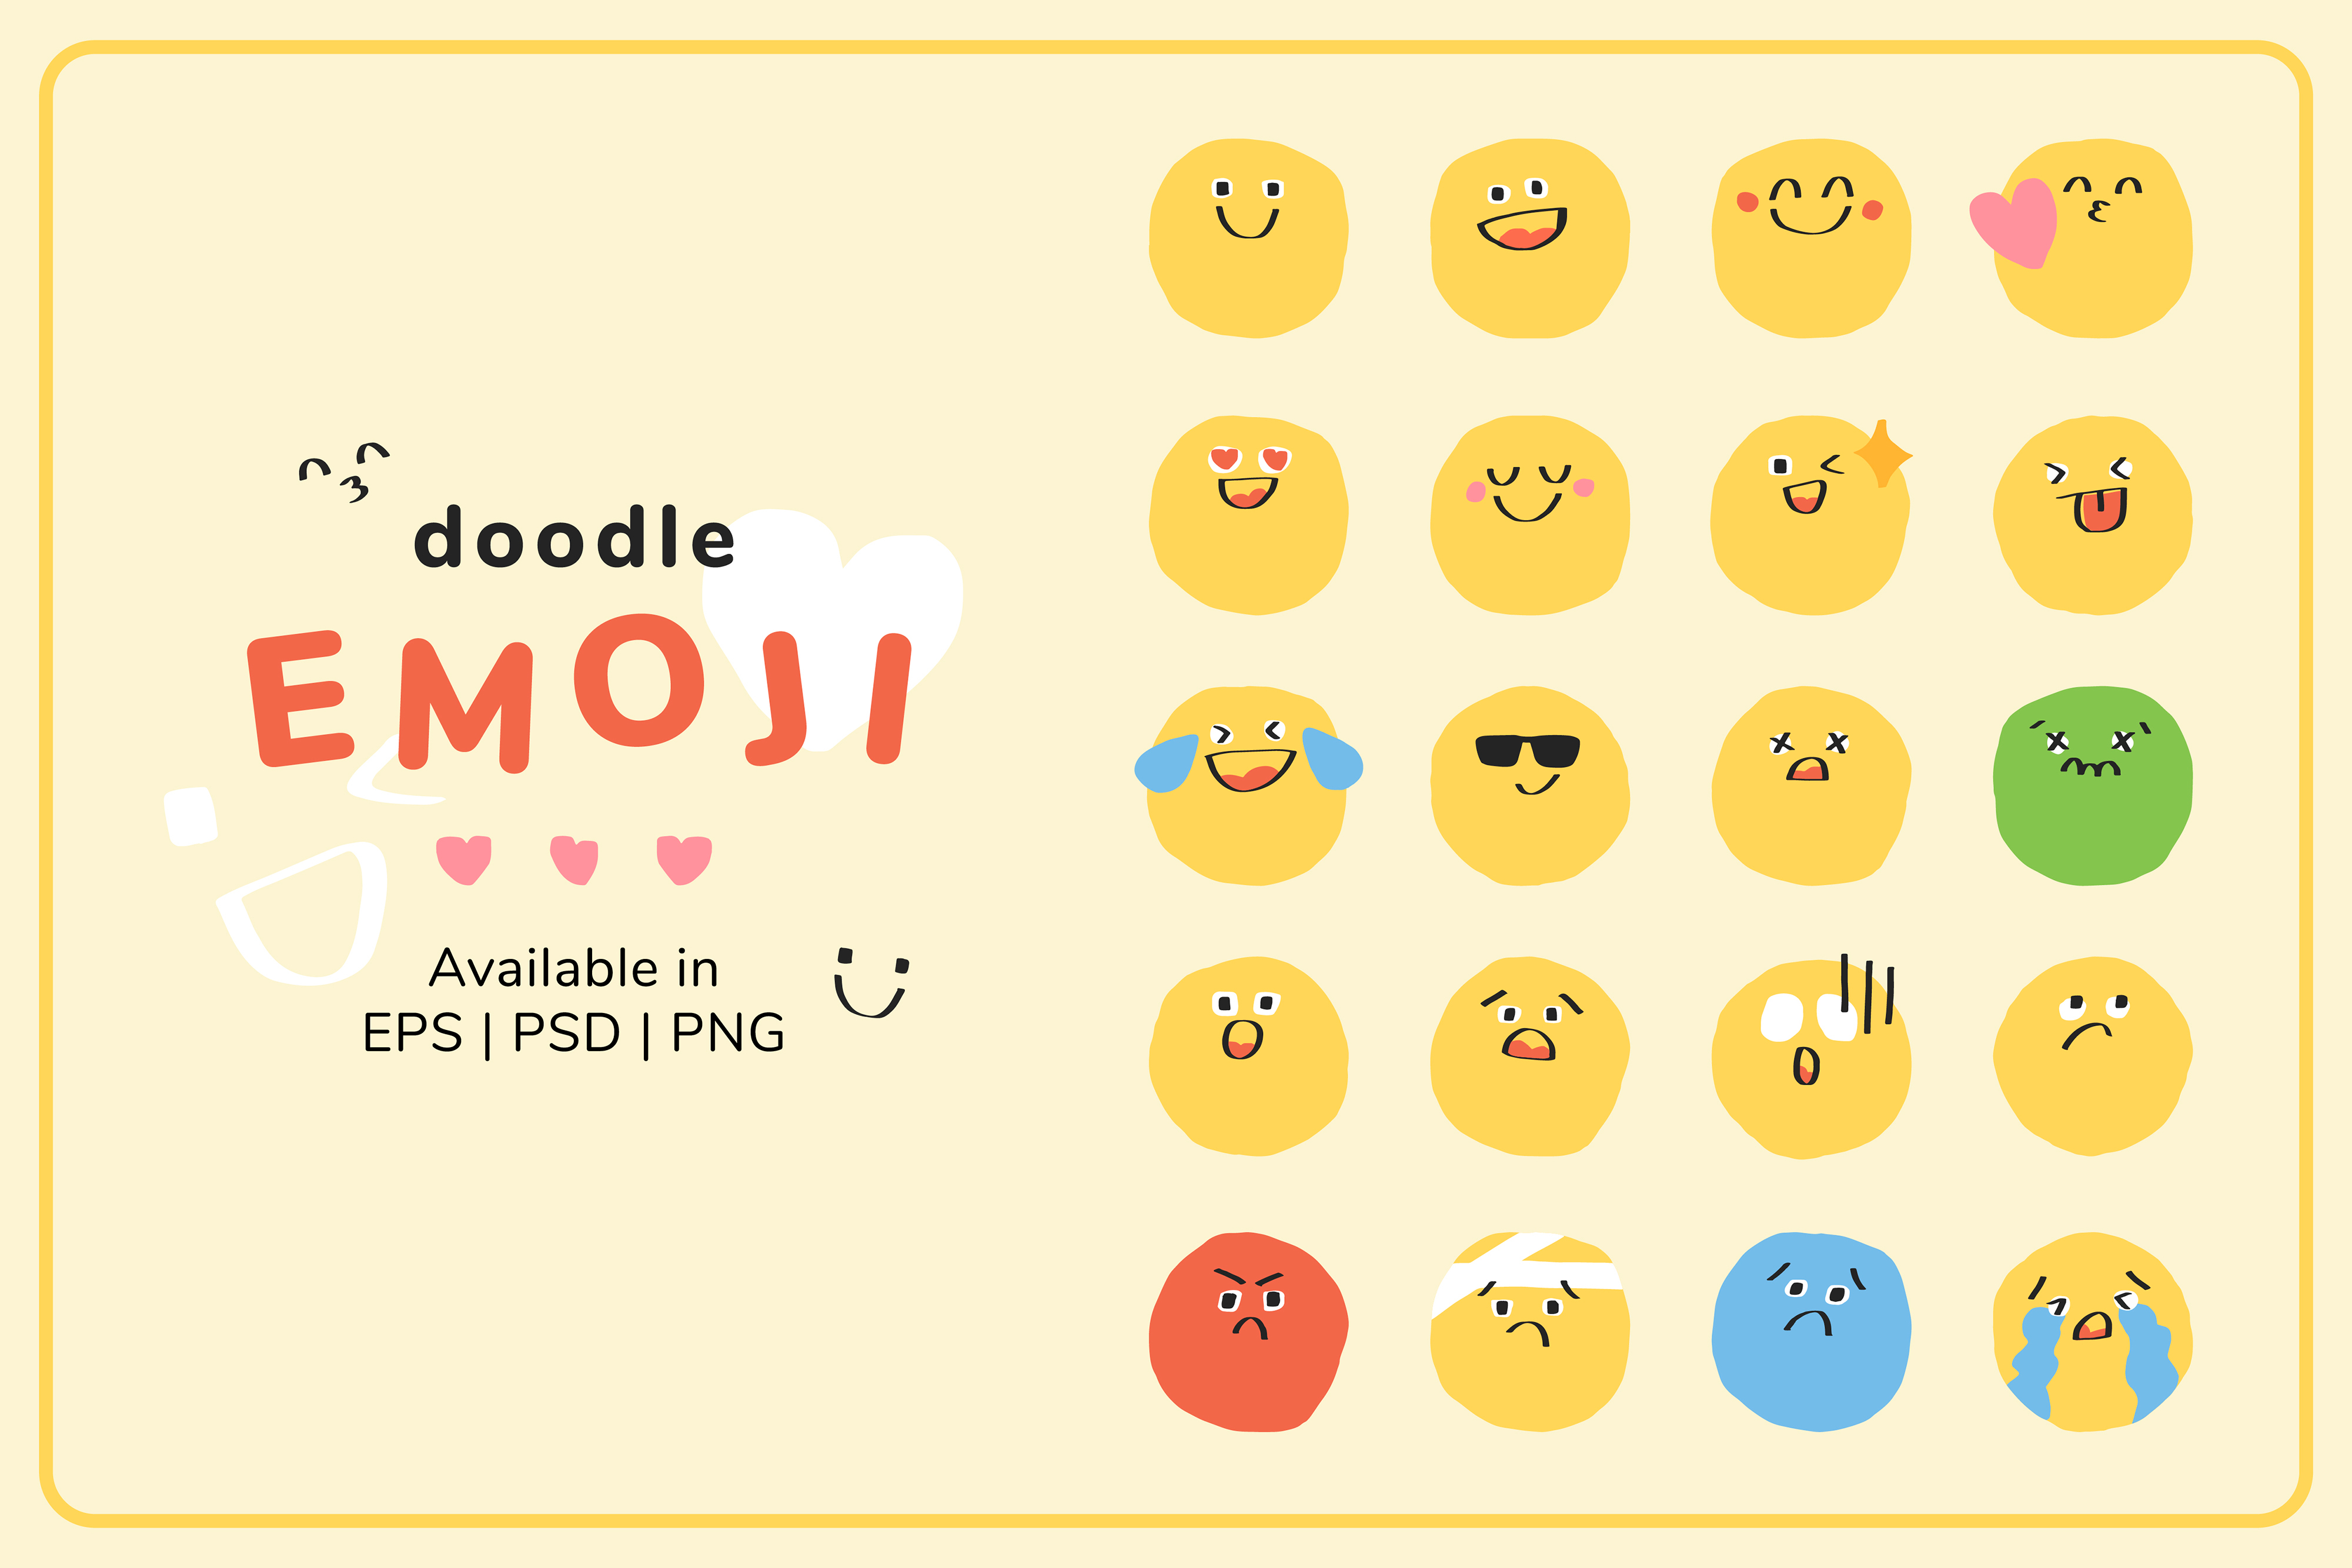 doodle
EMOJI
Available in
EPS | PSD | PNG